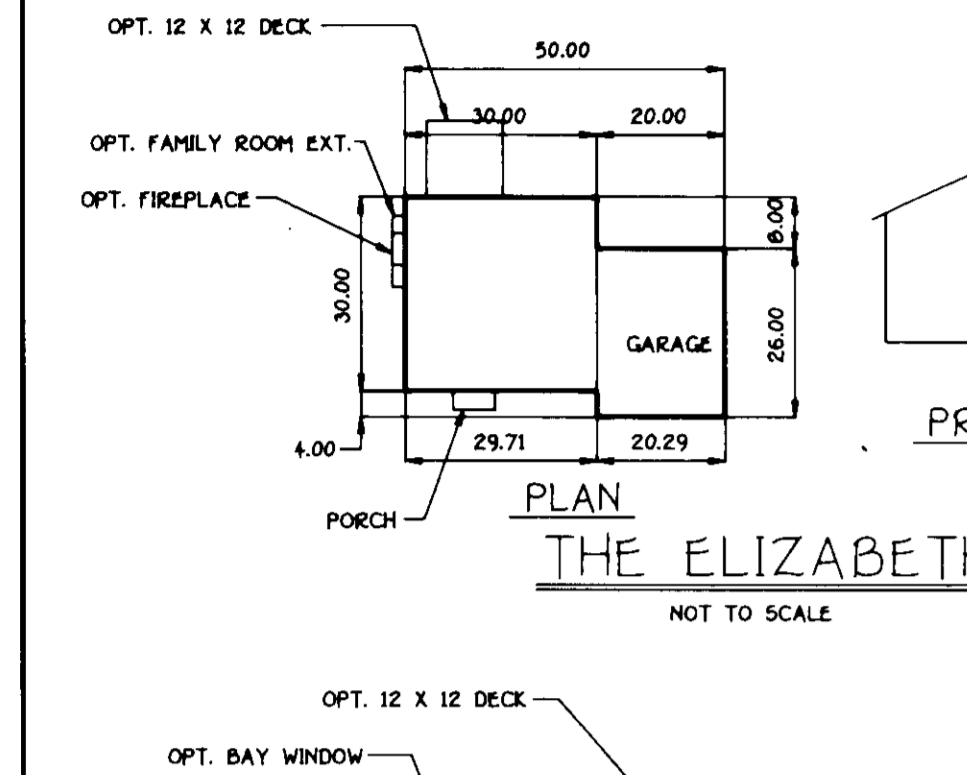 OPT. 12 X 12 DECK
50.00
30.00
20.00
OPT. FAMILY ROOM EXT.
OPT. FIREPLACE
8.00
30.00
GARAGE
26.00
4.00
29.71
20.29
PORCH
PLAN
THE ELIZABETH
NOT TO SCALE
PR
OPT. 12 X 12 DECK
OPT. BAY WINDOW